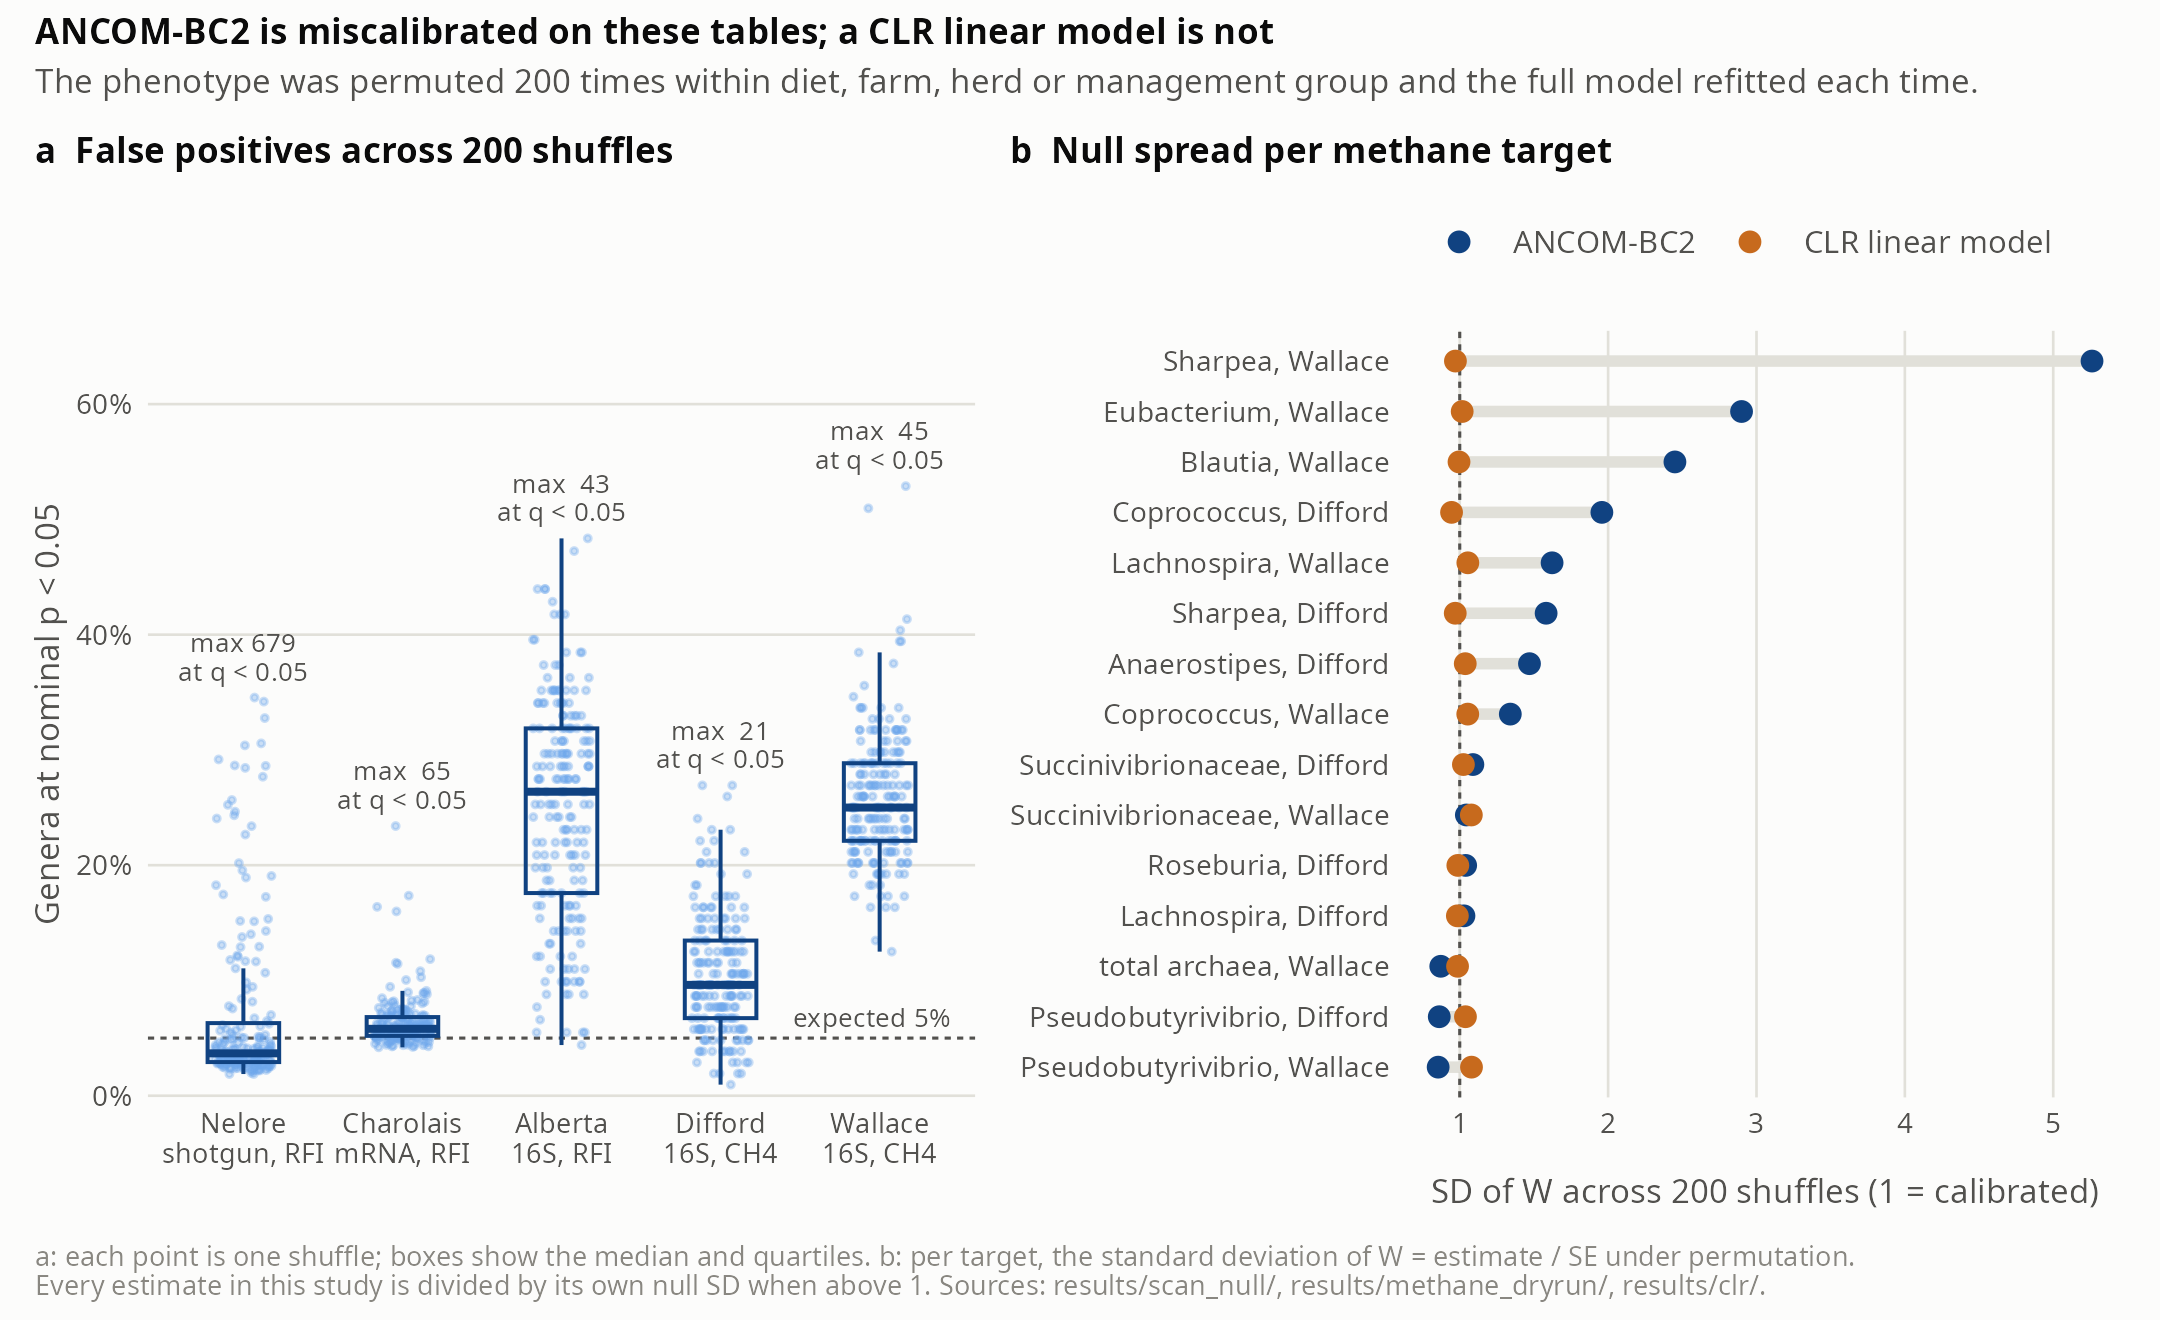 ANCOM-BC2 is miscalibrated on these tables; a CLR linear model is not
The phenotype was permuted 200 times within diet, farm, herd or management group and the full model refitted each time.
a False positives across 200 shuffles
Genera at nominal p < 0.05
60%
40%
20%
0%
max 679
at q < 0.05
max 65
at q < 0.05
max 43
at q < 0.05
max 21
at q < 0.05
max 45
at q < 0.05
expected 5%
Nelore
shotgun, RFI
Charolais
mRNA, RFI
Alberta
16S, RFI
Difford
16S, CH4
Wallace
16S, CH4
b Null spread per methane target
ANCOM-BC2
CLR linear model
Sharpea, Wallace
Eubacterium, Wallace
Blautia, Wallace
Coprococcus, Difford
Lachnospira, Wallace
Sharpea, Difford
Anaerostipes, Difford
Coprococcus, Wallace
Succinivibrionaceae, Difford
Succinivibrionaceae, Wallace
Roseburia, Difford
Lachnospira, Difford
total archaea, Wallace
Pseudobutyrivibrio, Difford
Pseudobutyrivibrio, Wallace
1 2 3 4 5
SD of W across 200 shuffles (1 = calibrated)
a: each point is one shuffle; boxes show the median and quartiles. b: per target, the standard deviation of W = estimate / SE under permutation.
Every estimate in this study is divided by its own null SD when above 1. Sources: results/scan_null/, results/methane_dryrun/, results/clr/.